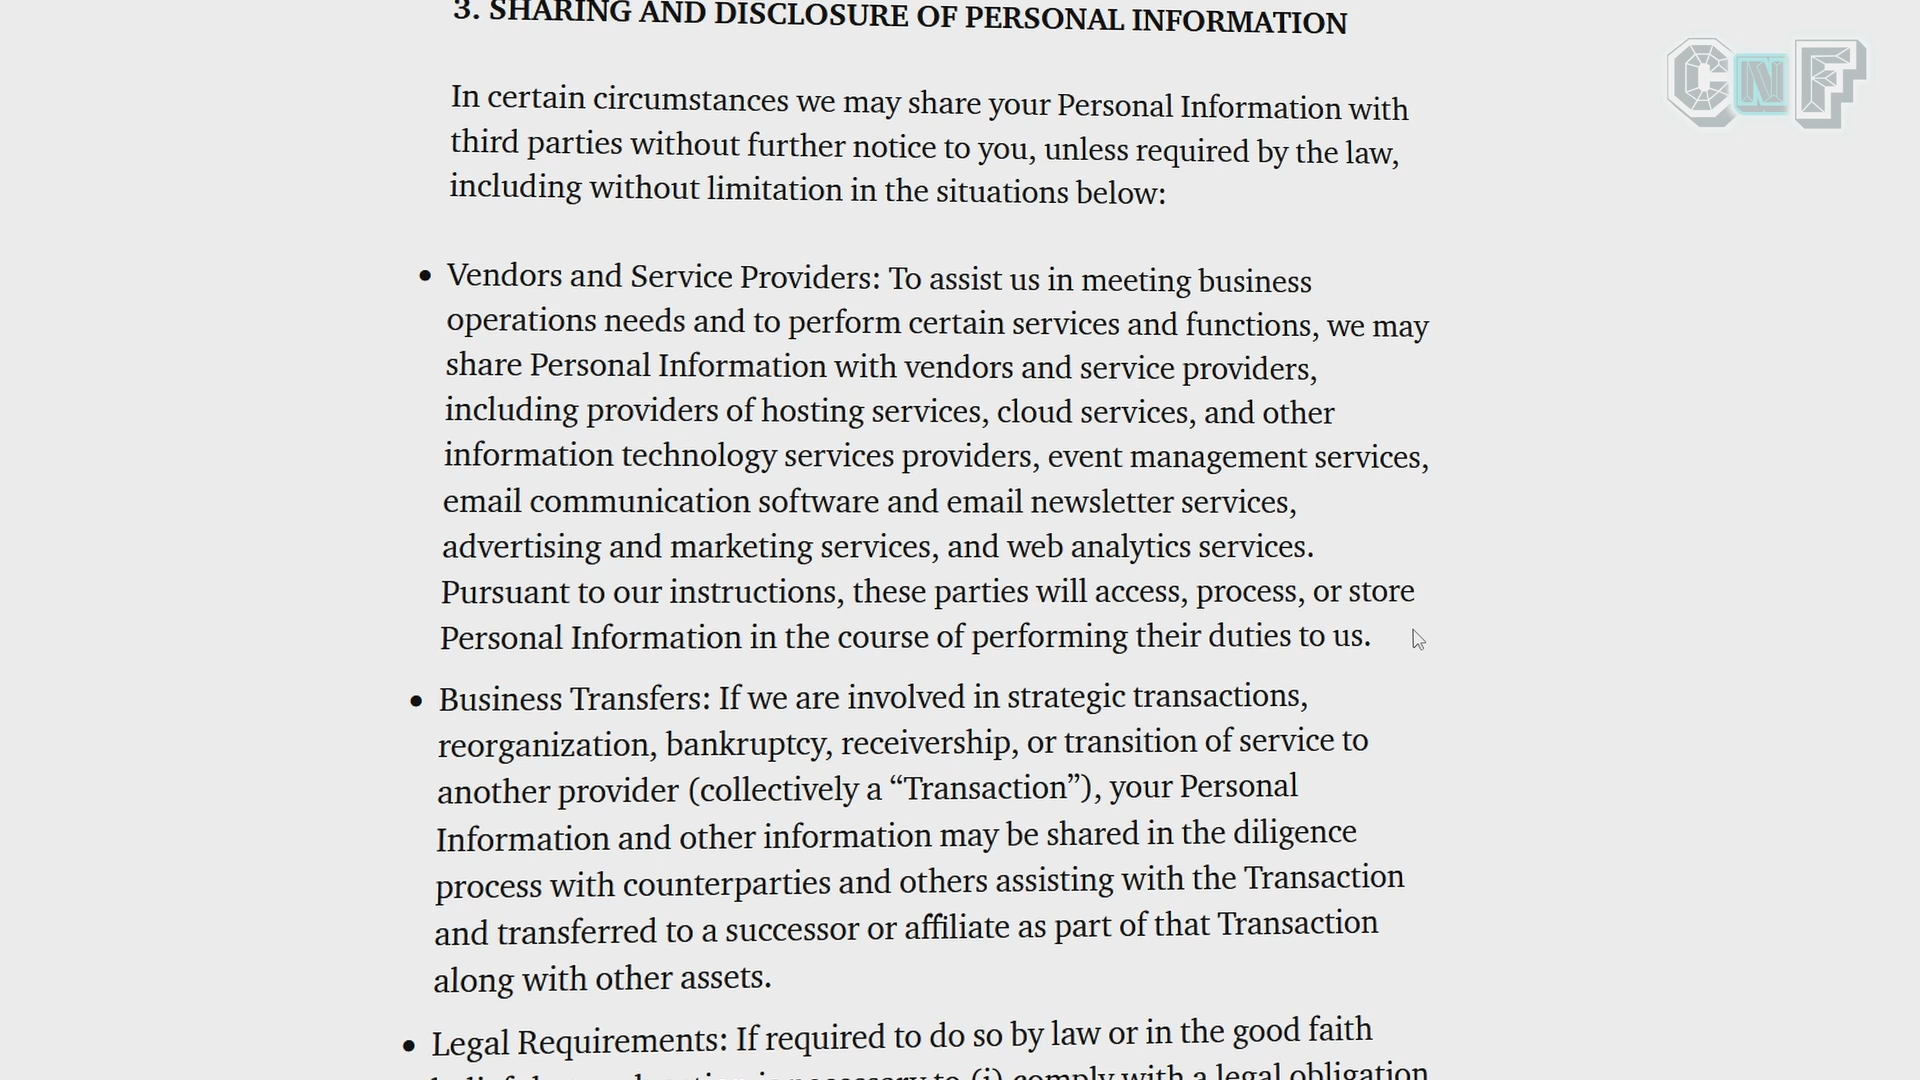 3. SHARING AND DISCLOSURE OF PERSONAL INFORMATION
CNF
In certain circumstances we may share your Personal Information with
third parties without further notice to you, unless required by the law,
including without limitation in the situations below:
• Vendors and Service Providers: To assist us in meeting business
operations needs and to perform certain services and functions, we may
share Personal Information with vendors and service providers,
including providers of hosting services, cloud services, and other
information technology services providers, event management services,
email communication software and email newsletter services,
advertising and marketing services, and web analytics services.
Pursuant to our instructions, these parties will access, process, or store
Personal Information in the course of performing their duties to us.
• Business Transfers: If we are involved in strategic transactions,
reorganization, bankruptcy, receivership, or transition of service to
another provider (collectively a “Transaction”), your Personal
Information and other information may be shared in the diligence
process with counterparties and others assisting with the Transaction
and transferred to a successor or affiliate as part of that Transaction
along with other assets.
• Legal Requirements: If required to do so by law or in the good faith
to (i) comply with a legal obligation